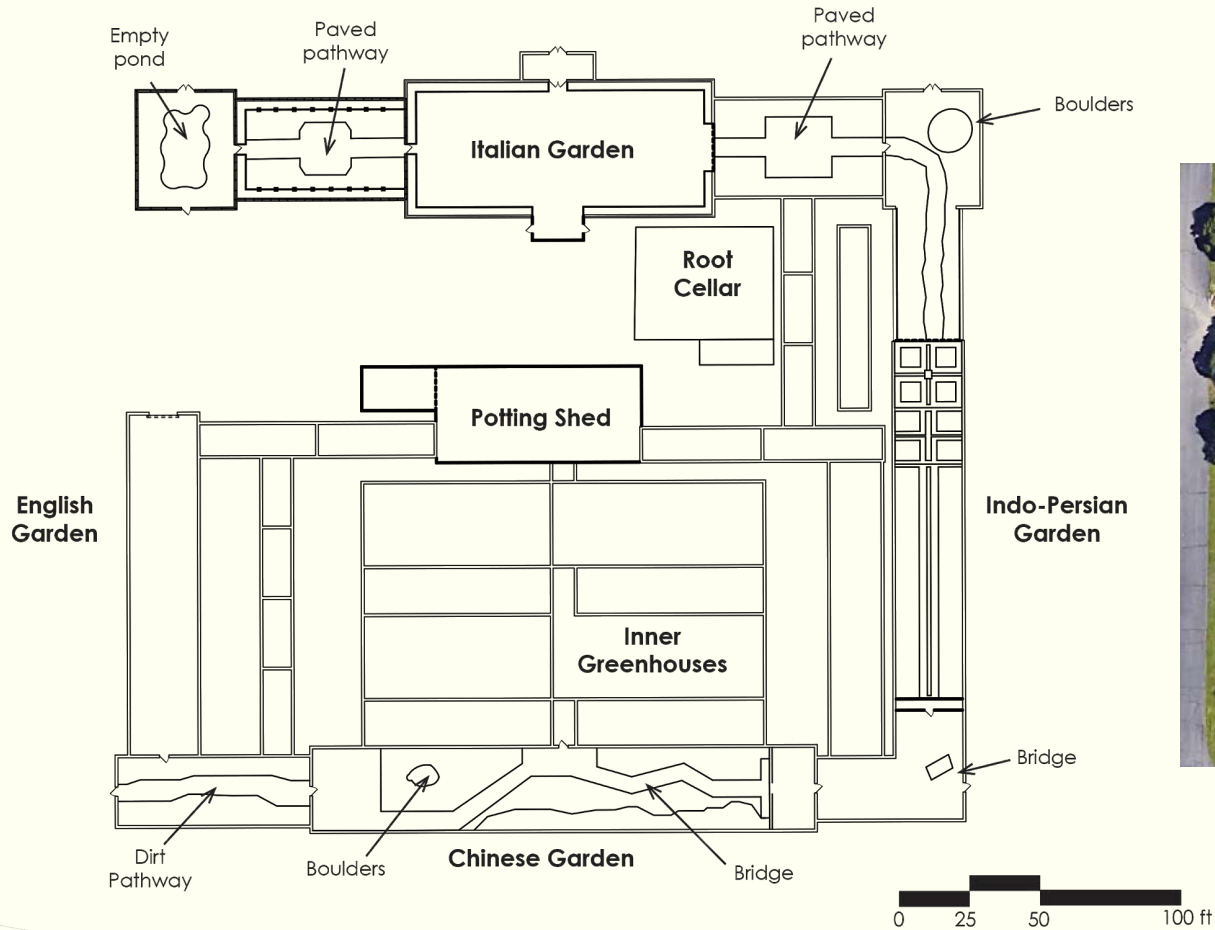 Empty
pond
Paved
pathway
Paved
pathway
Boulders
Italian Garden
Root
Cellar
Potting Shed
English
Garden
Indo-Persian
Garden
Inner
Greenhouses
Bridge
Dirt
Pathway
Boulders
Chinese Garden
Bridge
0 25 50 100 ft